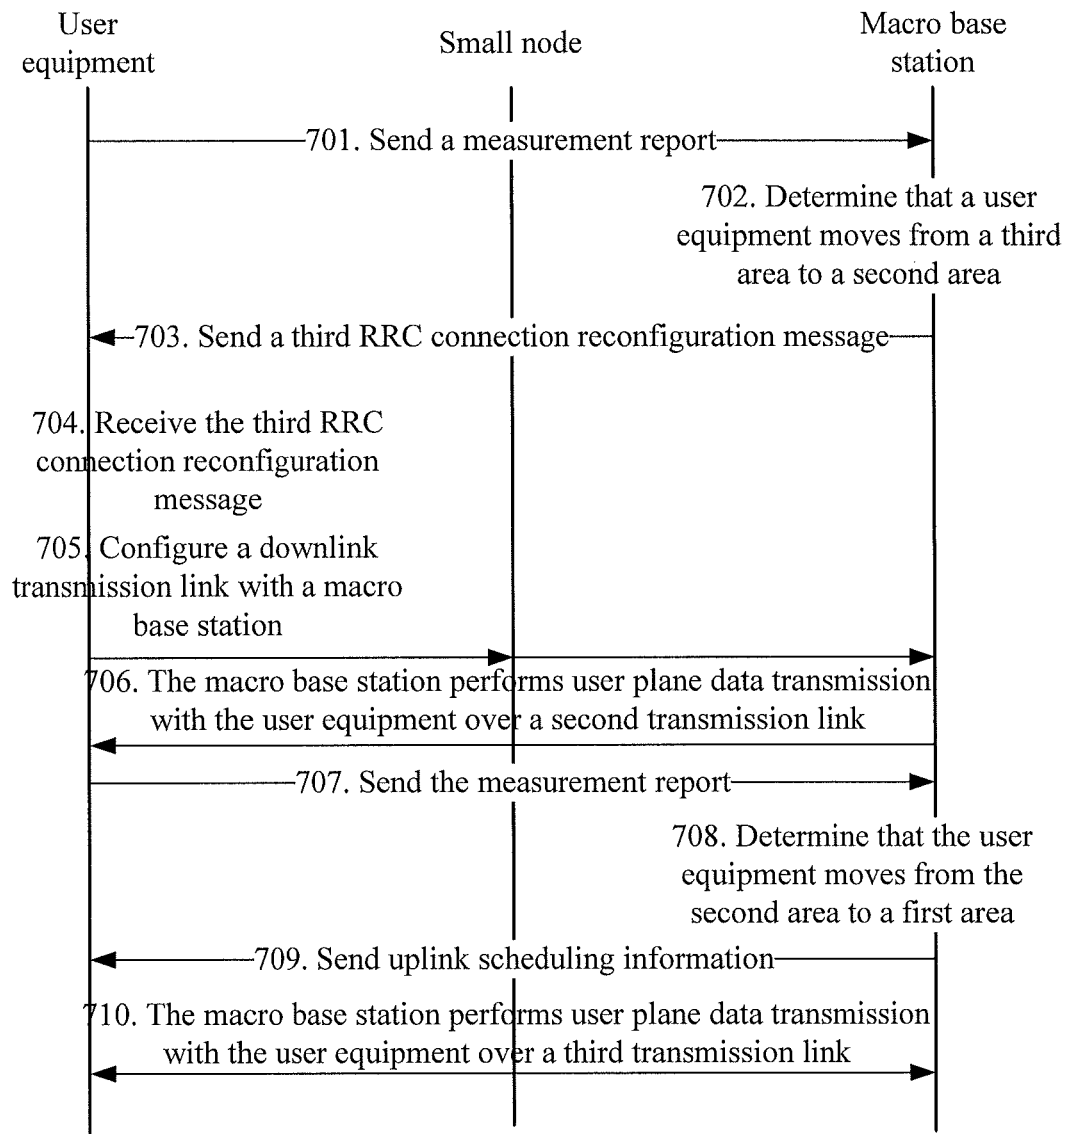 User
equipment
Small node
Macro base
station
701. Send a measurement report
702. Determine that a user
equipment moves from a third
area to a second area
703. Send a third RRC connection reconfiguration message
704. Receive the third RRC
connection reconfiguration
message
705. Configure a downlink
transmission link with a macro
base station
706. The macro base station performs user plane data transmission
with the user equipment over a second transmission link
707. Send the measurement report
708. Determine that the user
equipment moves from the
second area to a first area
709. Send uplink scheduling information
710. The macro base station performs user plane data transmission
with the user equipment over a third transmission link